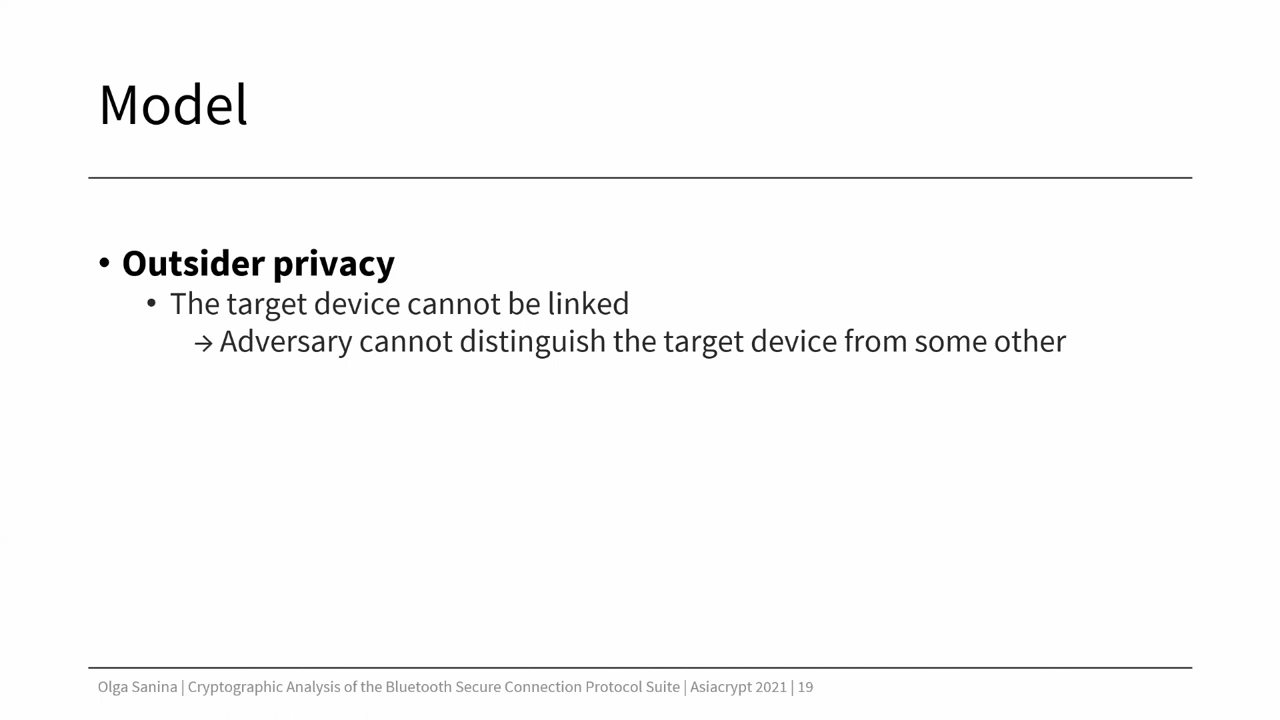 Model
• Outsider privacy
• The target device cannot be linked
→ Adversary cannot distinguish the target device from some other
Olga Sanina | Cryptographic Analysis of the Bluetooth Secure Connection Protocol Suite | Asiacrypt 2021 | 19